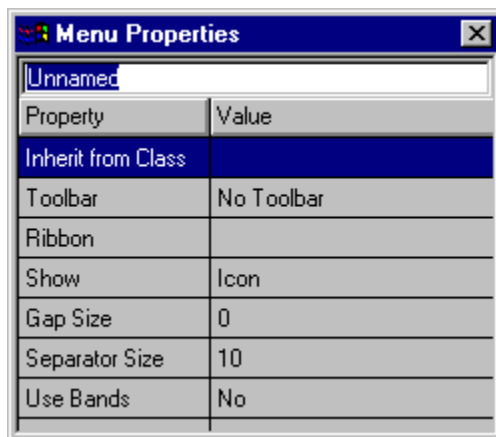 Menu Properties
Unnamed
Property Value
Inherit from Class
Toolbar No Toolbar
Ribbon
Show Icon
Gap Size 0
Separator Size 10
Use Bands No